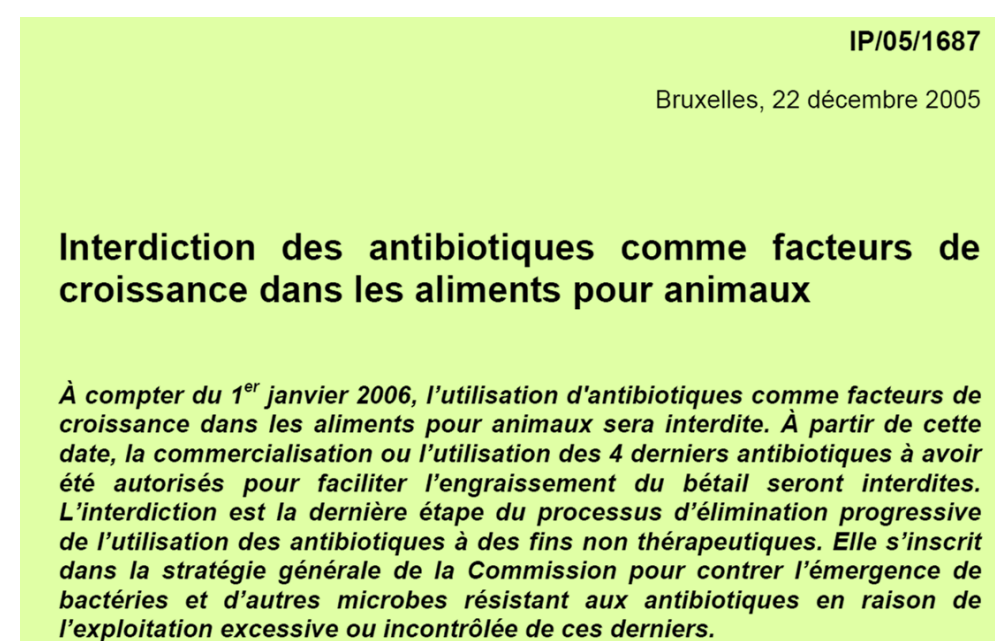 IP/05/1687
Bruxelles, 22 décembre 2005
Interdiction des antibiotiques comme facteurs de
croissance dans les aliments pour animaux
À compter du 1er janvier 2006, l’utilisation d'antibiotiques comme facteurs de
croissance dans les aliments pour animaux sera interdite. À partir de cette
date, la commercialisation ou l’utilisation des 4 derniers antibiotiques à avoir
été autorisés pour faciliter l’engraissement du bétail seront interdites.
L’interdiction est la dernière étape du processus d’élimination progressive
de l’utilisation des antibiotiques à des fins non thérapeutiques. Elle s’inscrit
dans la stratégie générale de la Commission pour contrer l’émergence de
bactéries et d’autres microbes résistant aux antibiotiques en raison de
l’exploitation excessive ou incontrôlée de ces derniers.